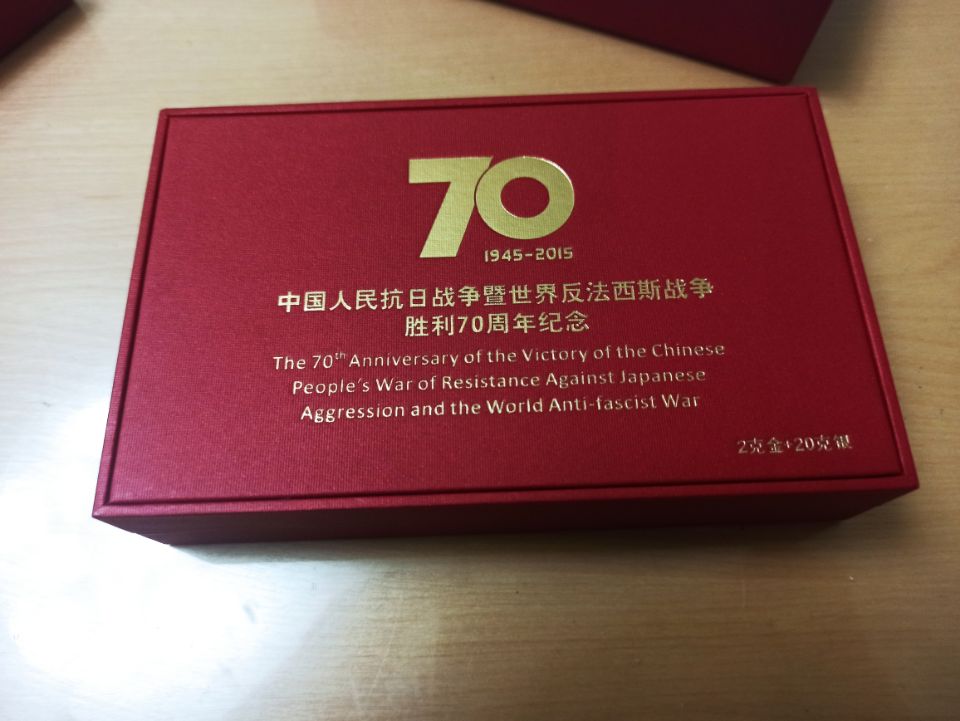 70
1945-2015
中国人民抗日战争暨世界反法西斯战争
胜利70周年纪念
The 70th Anniversary of the Victory of the Chinese
People's War of Resistance Against Japanese
Aggression and the World Anti-fascist War
2克金+20克银